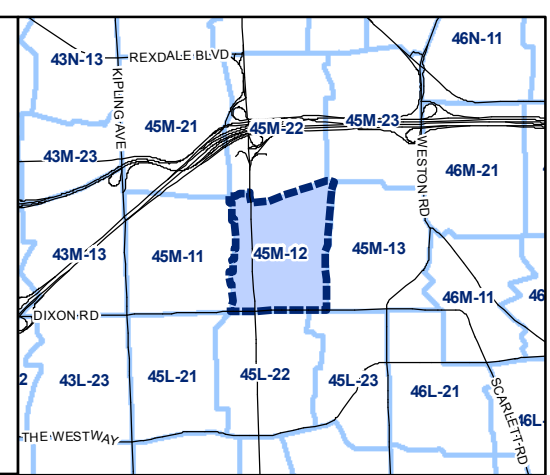 46N-11
43N-13
REXDALE BLVD
KIPLING AVE
45M-21
45M-22
45M-23
43M-23
WESTON RD
46M-21
43M-13
45M-11
45M-12
45M-13
46M-11
46
DIXON RD
2
43L-23
45L-21
45L-22
45L-23
46L-21
SCARLETT RD
46L-
THE WESTWAY